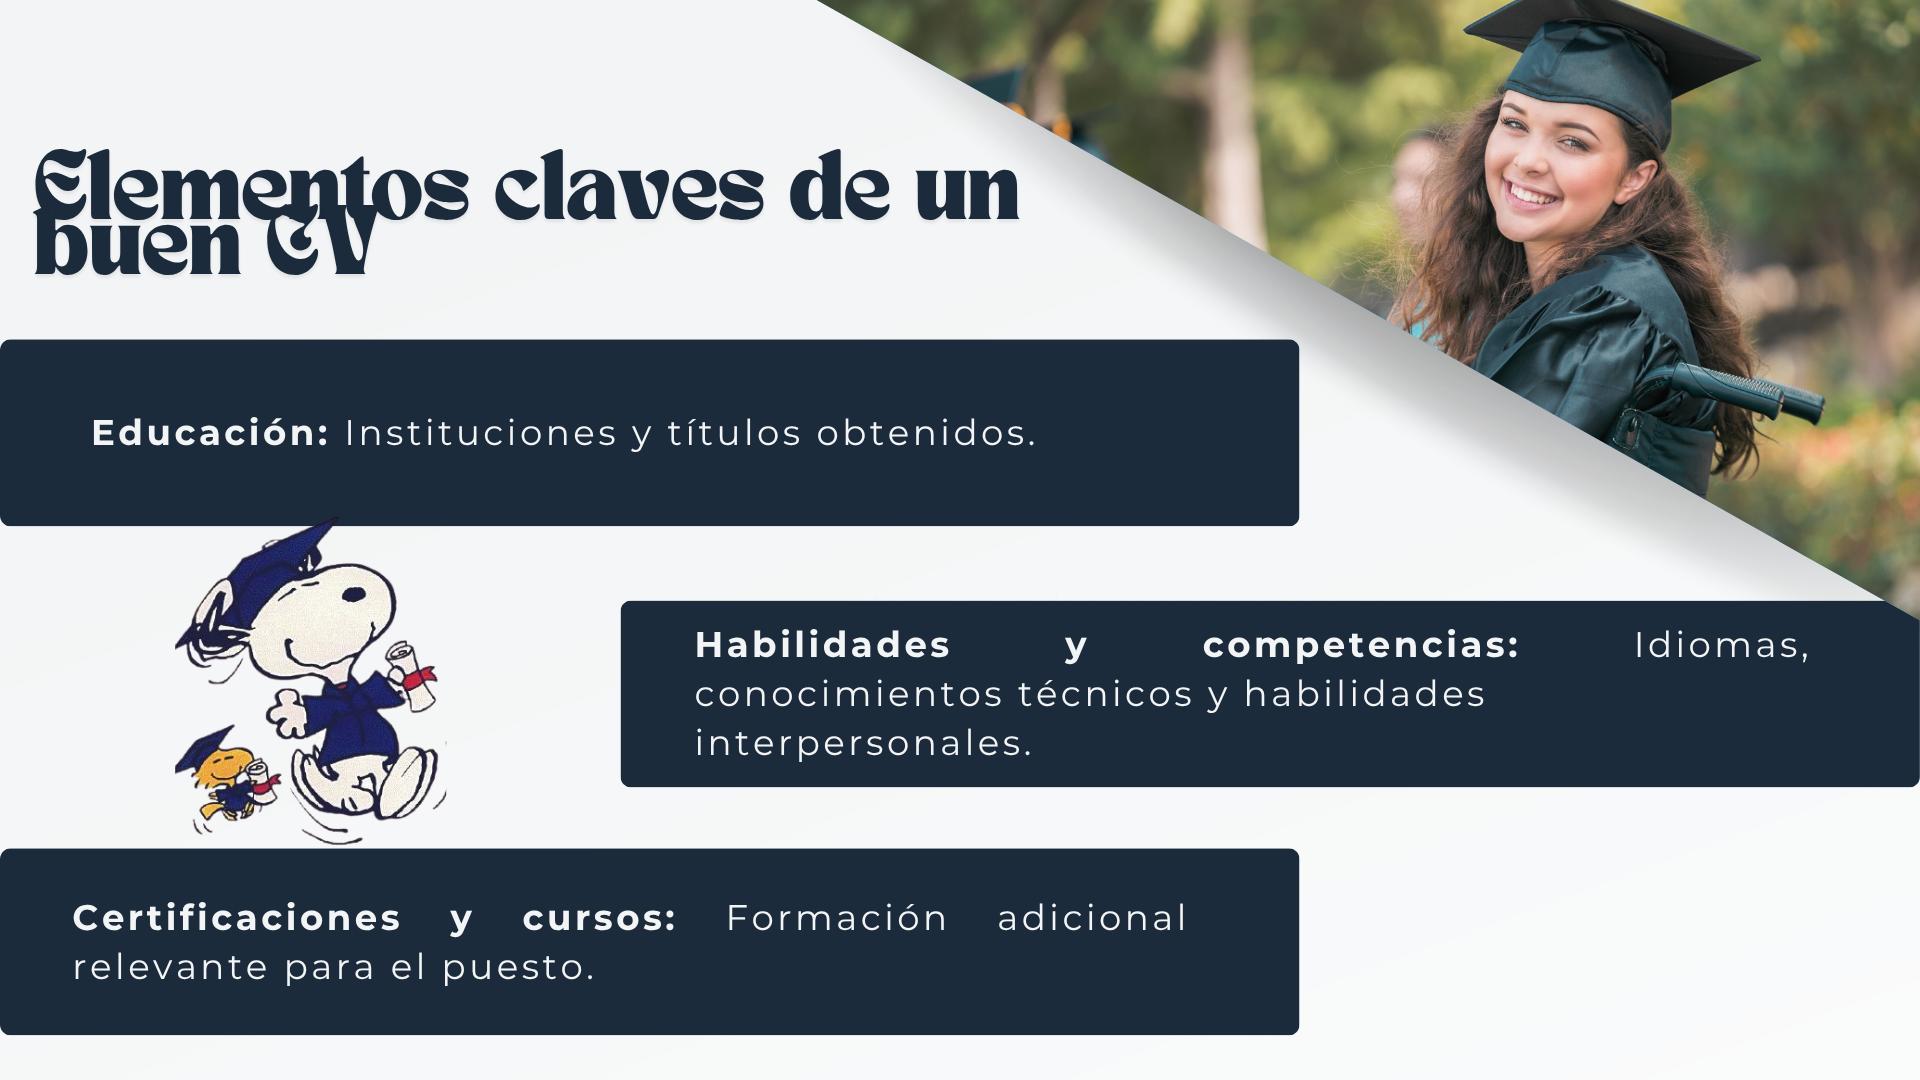 Elementos claves de un
buen CV
Educación: Instituciones y títulos obtenidos.
Habilidades y competencias: Idiomas,
conocimientos técnicos y habilidades
interpersonales.
Certificaciones y cursos: Formación adicional
relevante para el puesto.